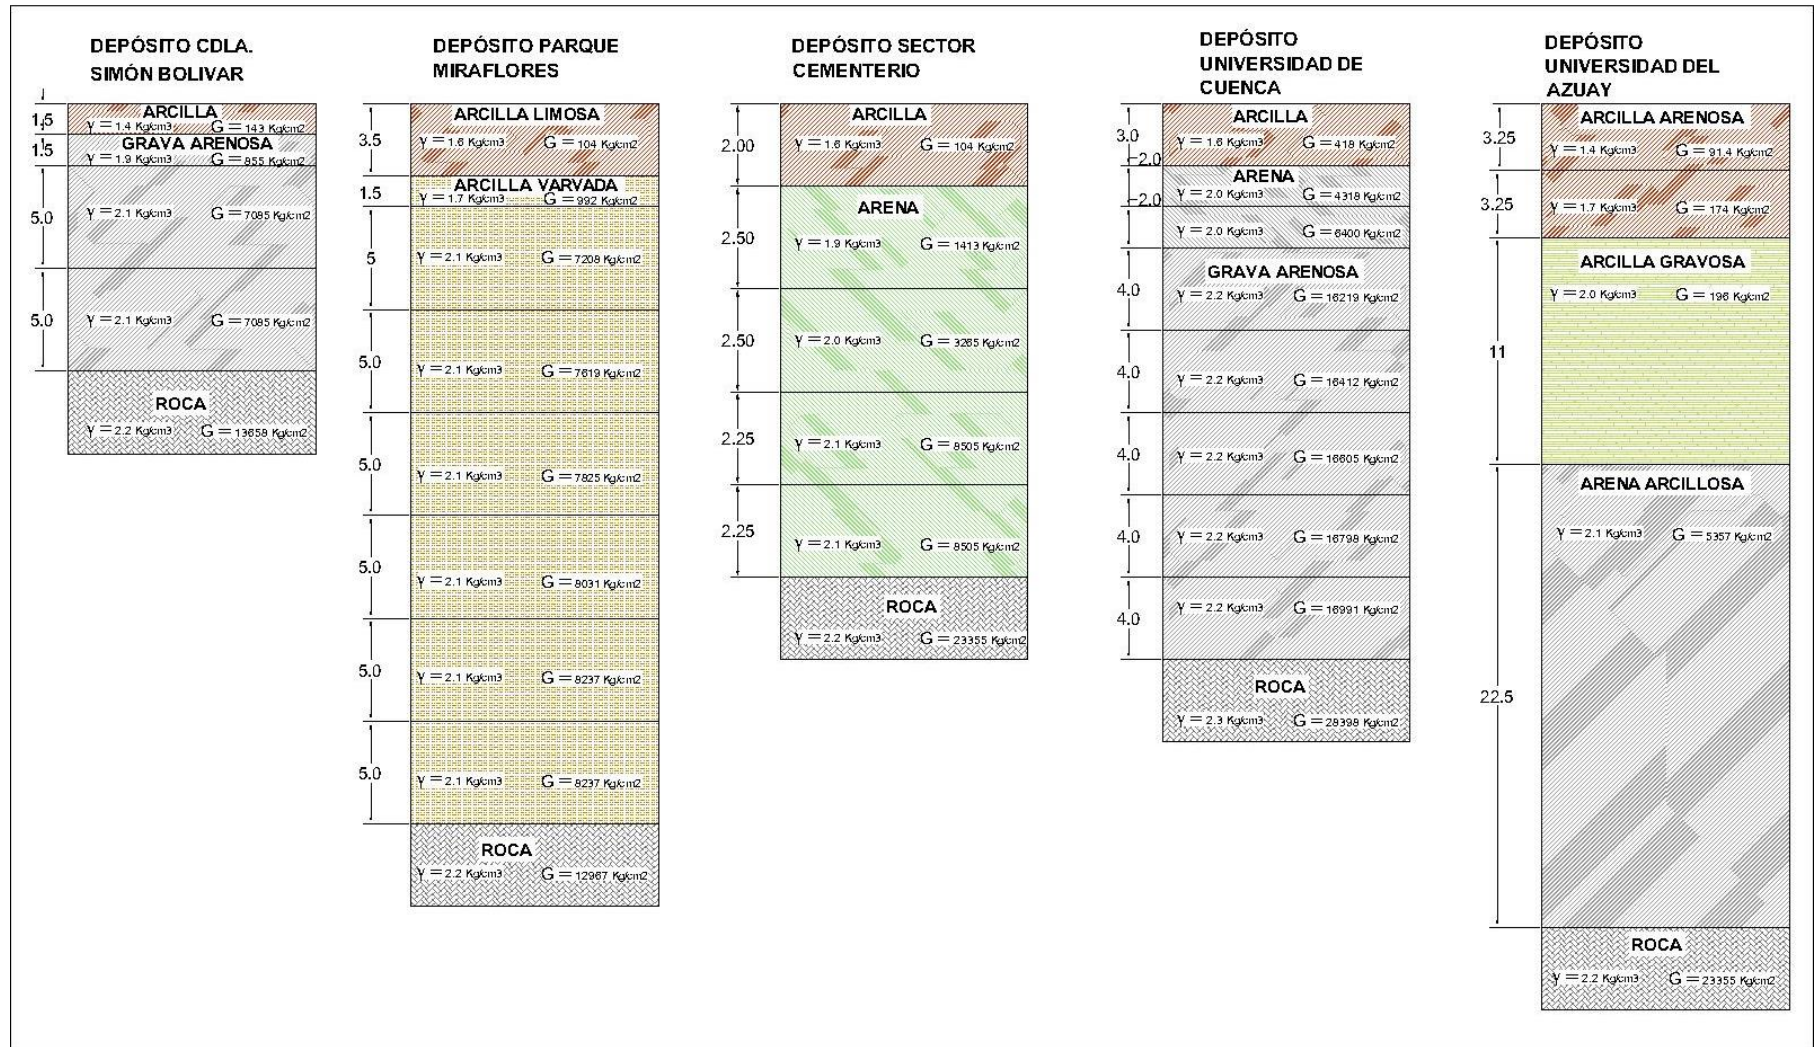 DEPÓSITO CDLA.
SIMÓN BOLIVAR
1.5
ARCILLA
γ = 1.4 Kg/cm3 G = 143 Kg/cm2
1.5
GRAVA ARENOSA
γ = 1.9 Kg/cm3 G = 855 Kg/cm2
5.0
γ = 2.1 Kg/cm3 G = 7085 Kg/cm2
5.0
γ = 2.1 Kg/cm3 G = 7085 Kg/cm2
ROCA
γ = 2.2 Kg/cm3 G = 13658 Kg/cm2
DEPÓSITO PARQUE
MIRAFLORES
3.5
ARCILLA LIMOSA
γ = 1.6 Kg/cm3 G = 104 Kg/cm2
1.5
ARCILLA VARVADA
γ = 1.7 Kg/cm3 G = 992 Kg/cm2
5
γ = 2.1 Kg/cm3 G = 7208 Kg/cm2
5.0
γ = 2.1 Kg/cm3 G = 7619 Kg/cm2
5.0
γ = 2.1 Kg/cm3 G = 7825 Kg/cm2
5.0
γ = 2.1 Kg/cm3 G = 8031 Kg/cm2
5.0
γ = 2.1 Kg/cm3 G = 8237 Kg/cm2
5.0
γ = 2.1 Kg/cm3 G = 8237 Kg/cm2
ROCA
γ = 2.2 Kg/cm3 G = 12967 Kg/cm2
DEPÓSITO SECTOR
CEMENTERIO
2.00
ARCILLA
γ = 1.6 Kg/cm3 G = 104 Kg/cm2
ARENA
2.50
γ = 1.9 Kg/cm3 G = 1413 Kg/cm2
2.50
γ = 2.0 Kg/cm3 G = 3265 Kg/cm2
2.25
γ = 2.1 Kg/cm3 G = 8505 Kg/cm2
2.25
γ = 2.1 Kg/cm3 G = 8505 Kg/cm2
ROCA
γ = 2.2 Kg/cm3 G = 23355 Kg/cm2
DEPÓSITO
UNIVERSIDAD DE
CUENCA
3.0
ARCILLA
γ = 1.6 Kg/cm3 G = 418 Kg/cm2
2.0
ARENA
γ = 2.0 Kg/cm3 G = 4318 Kg/cm2
2.0
γ = 2.0 Kg/cm3 G = 6400 Kg/cm2
GRAVA ARENOSA
4.0
γ = 2.2 Kg/cm3 G = 16219 Kg/cm2
4.0
γ = 2.2 Kg/cm3 G = 16412 Kg/cm2
4.0
γ = 2.2 Kg/cm3 G = 16605 Kg/cm2
4.0
γ = 2.2 Kg/cm3 G = 16798 Kg/cm2
4.0
γ = 2.2 Kg/cm3 G = 16991 Kg/cm2
ROCA
γ = 2.3 Kg/cm3 G = 28398 Kg/cm2
DEPÓSITO
UNIVERSIDAD DEL
AZUAY
3.25
ARCILLA ARENOSA
γ = 1.4 Kg/cm3 G = 91.4 Kg/cm2
3.25
γ = 1.7 Kg/cm3 G = 174 Kg/cm2
ARCILLA GRAVOSA
γ = 2.0 Kg/cm3 G = 196 Kg/cm2
11
ARENA ARCILLOSA
γ = 2.1 Kg/cm3 G = 5357 Kg/cm2
22.5
ROCA
γ = 2.2 Kg/cm3 G = 23355 Kg/cm2